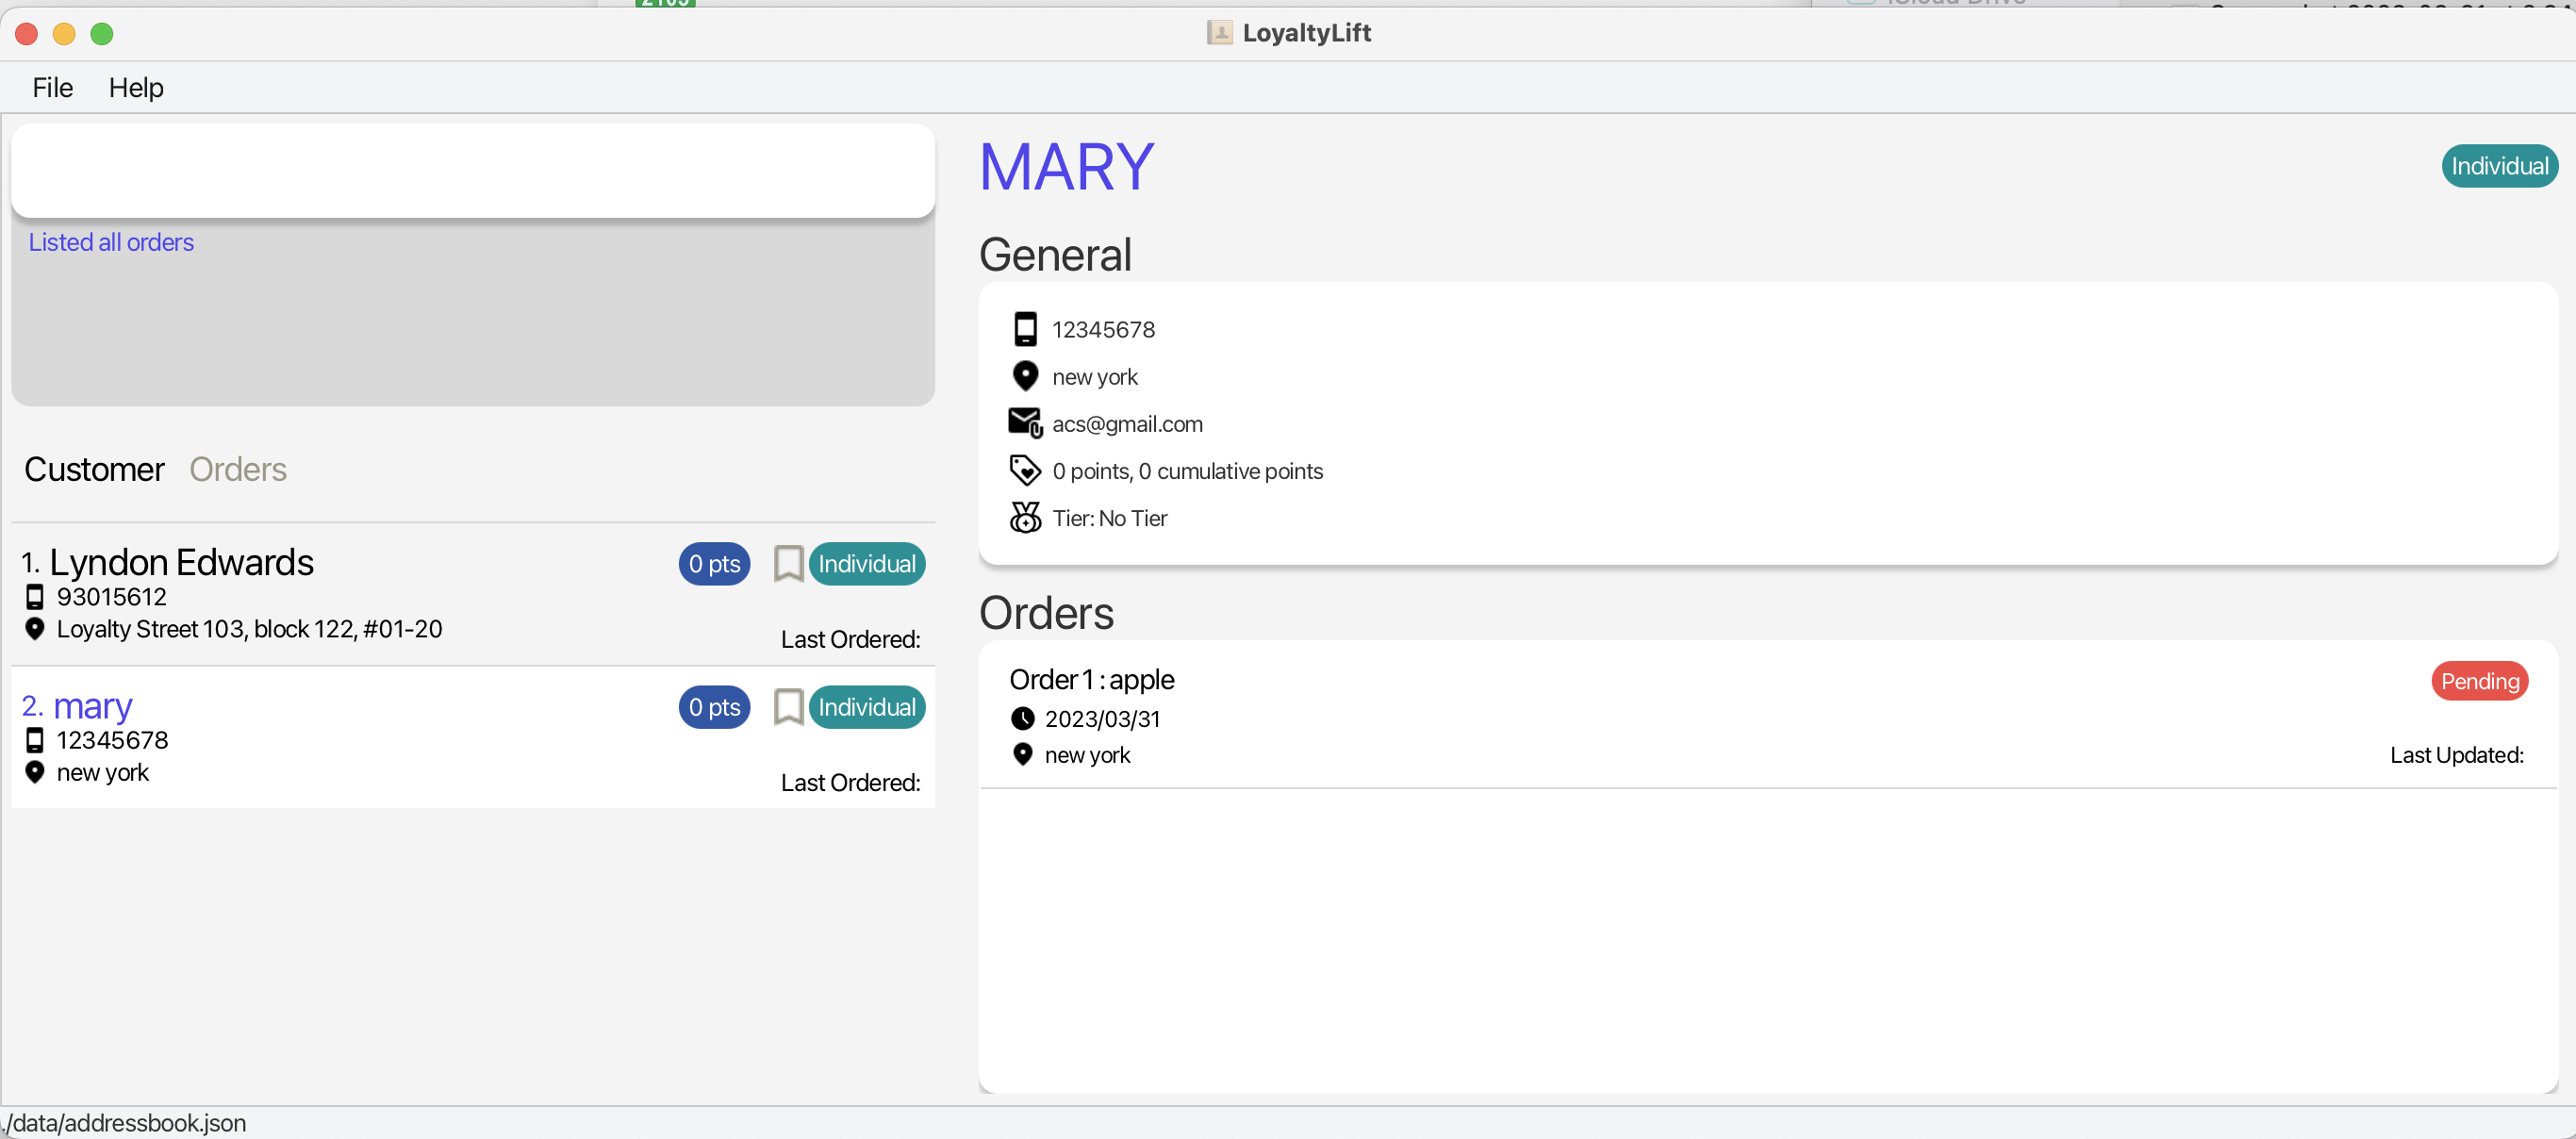 LoyaltyLift
File Help
Listed all orders
Customer Orders
1. Lyndon Edwards
0 pts
Individual
93015612
Loyalty Street 103, block 122, #01-20
Last Ordered:
2. mary
0 pts
Individual
12345678
new york
Last Ordered:
MARY
Individual
General
12345678
new york
acs@gmail.com
0 points, 0 cumulative points
Tier: No Tier
Orders
Order 1 : apple
Pending
2023/03/31
new york
Last Updated:
./data/addressbook.json